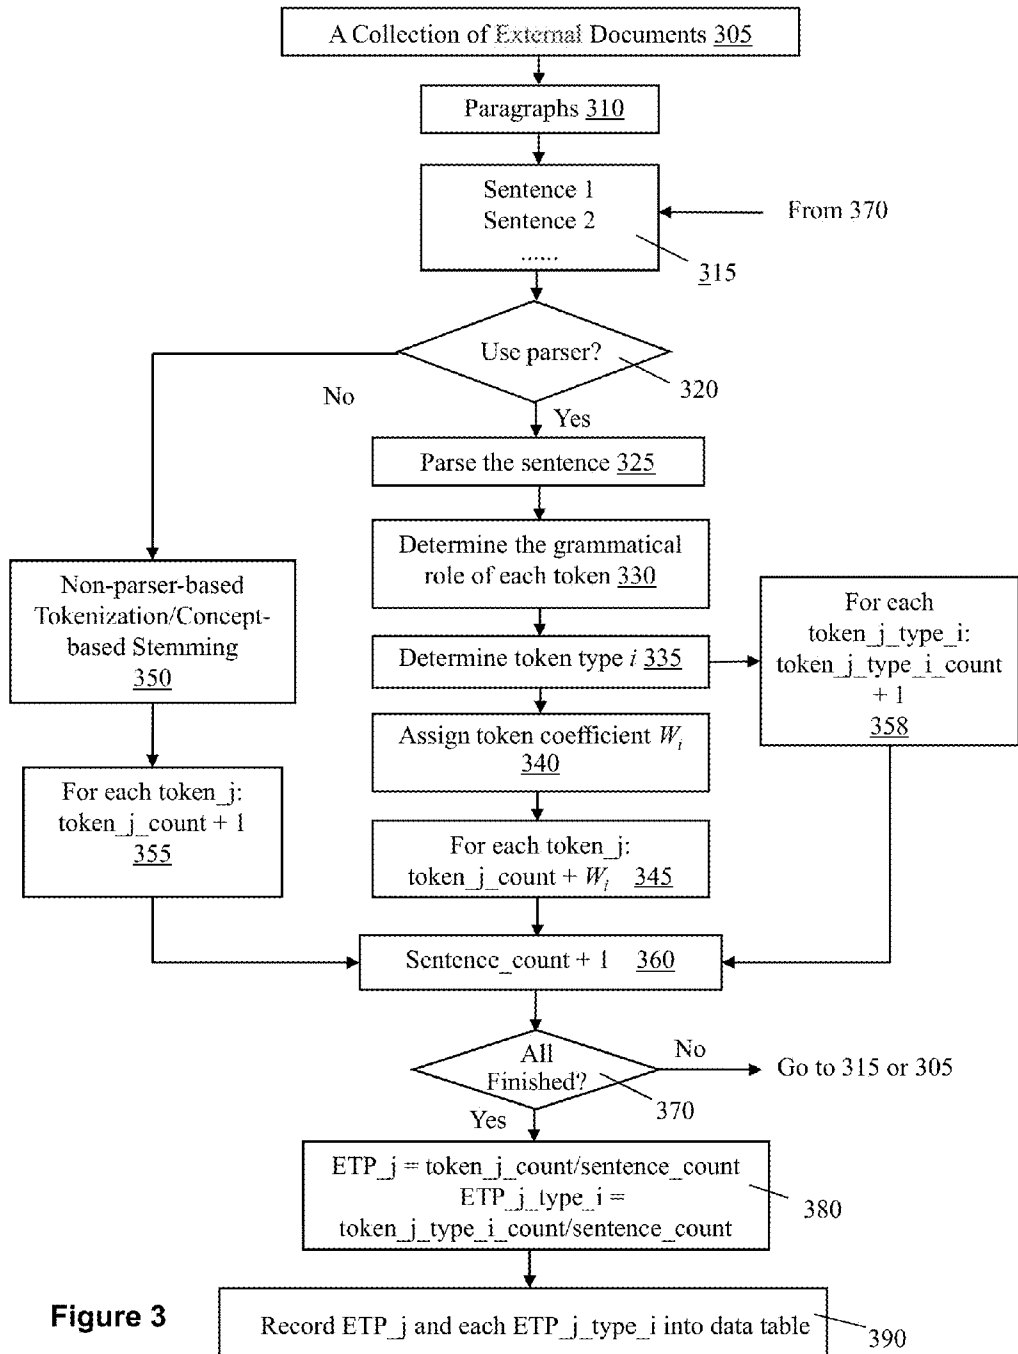 A Collection of External Documents 305
Paragraphs 310
Sentence 1
Sentence 2
......
315
From 370
Use parser?
320
No
Yes
Parse the sentence 325
Determine the grammatical
role of each token 330
Non-parser-based
Tokenization/Concept-
based Stemming
350
Determine token type i 335
For each
token_j_type_i:
token_j_type_i_count
+ 1
358
Assign token coefficient W_i
340
For each token_j:
token_j_count + 1
355
For each token_j:
token_j_count + W_i 345
Sentence_count + 1 360
All
Finished?
370
No
Go to 315 or 305
Yes
ETP_j = token_j_count/sentence_count
ETP_j_type_i =
token_j_type_i_count/sentence_count
380
Record ETP_j and each ETP_j_type_i into data table
390
Figure 3